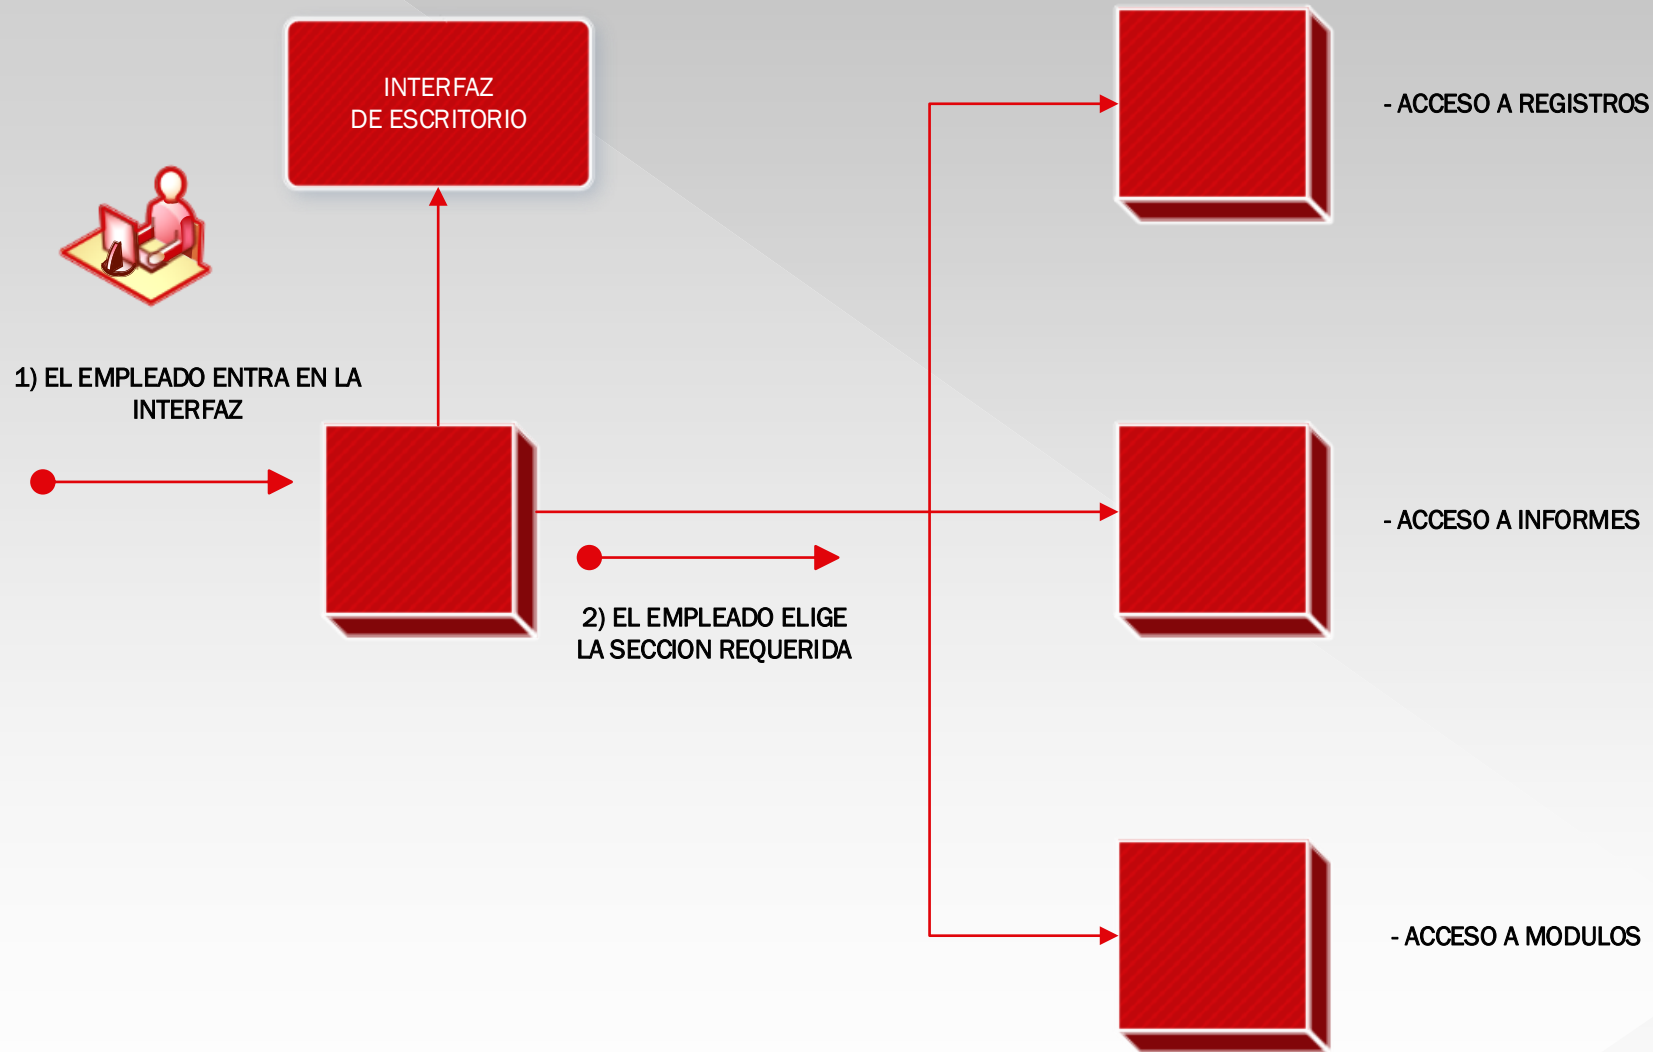 INTERFAZ
DE ESCRITORIO
- ACCESO A REGISTROS
1) EL EMPLEADO ENTRA EN LA
INTERFAZ
- ACCESO A INFORMES
2) EL EMPLEADO ELIGE
LA SECCION REQUERIDA
- ACCESO A MODULOS